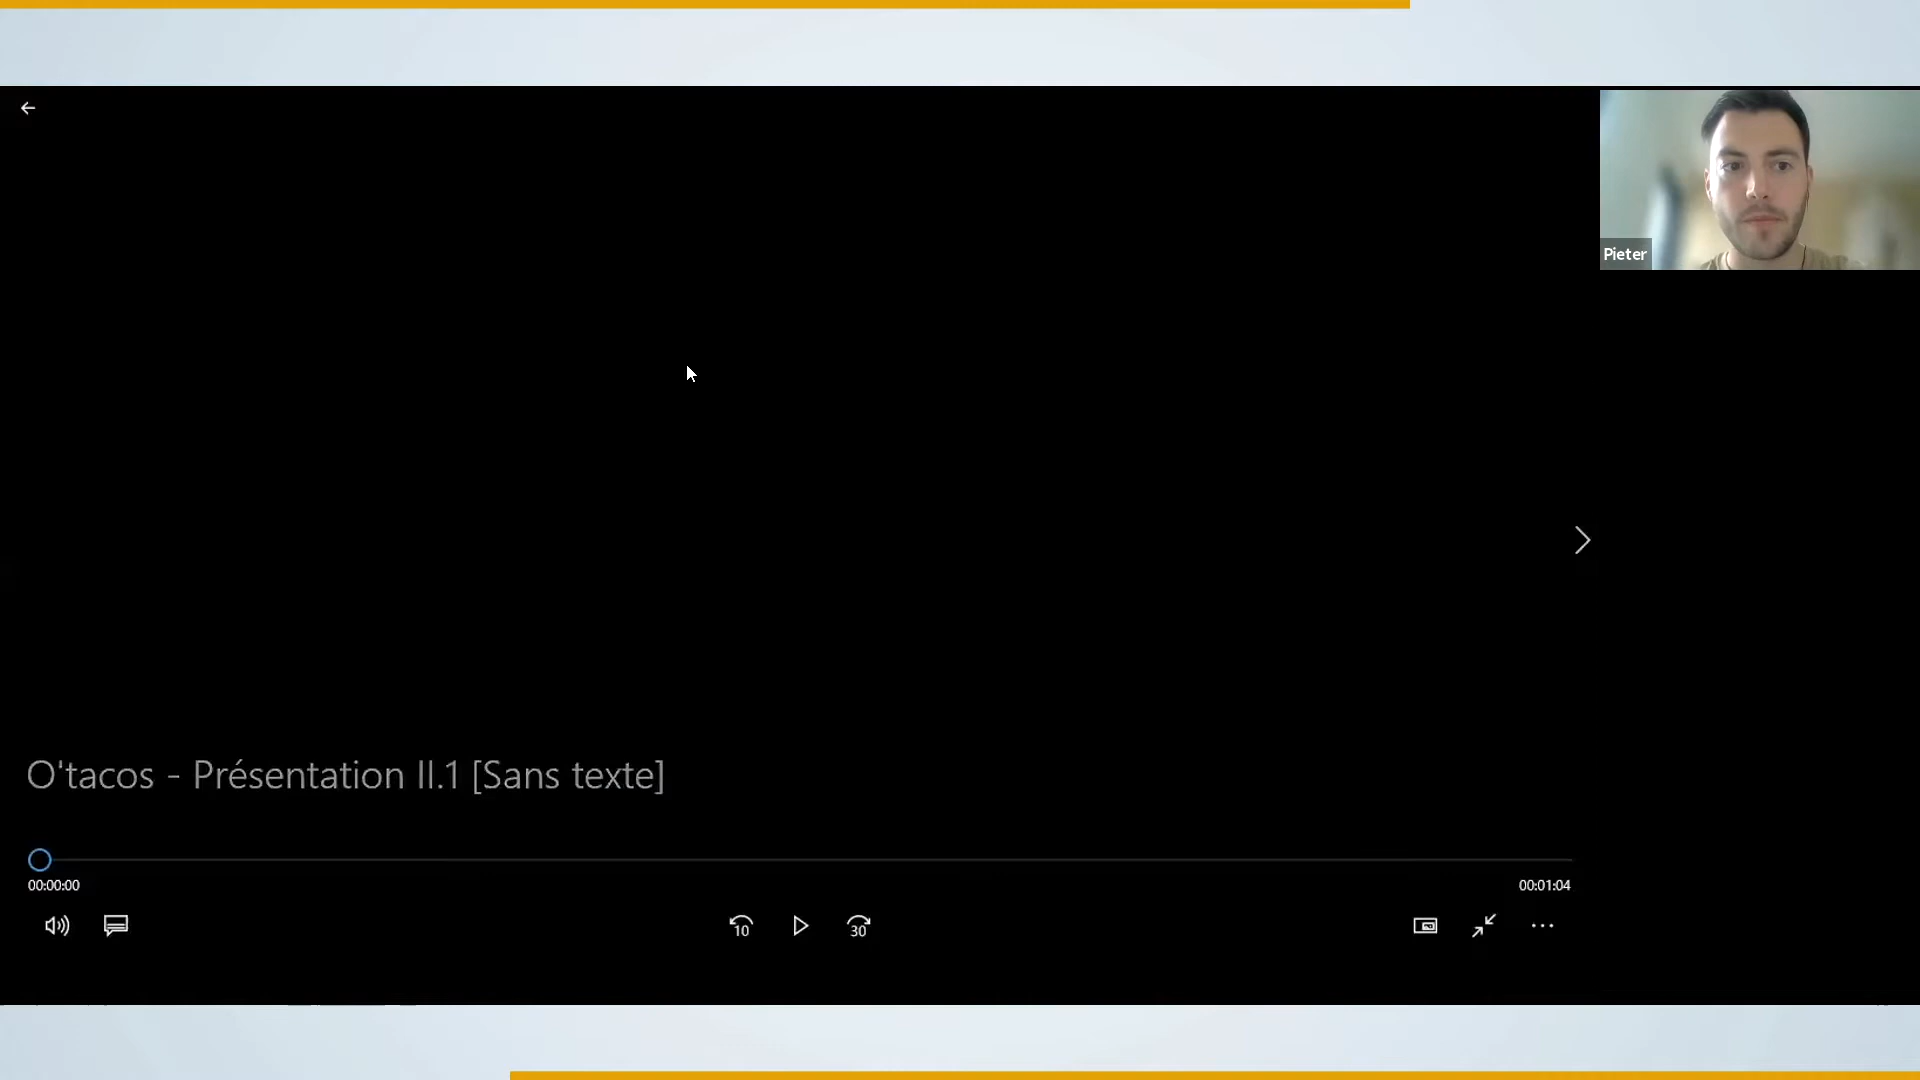 Pieter
O'tacos - Présentation II.1 [Sans texte]
00:00:00
00:01:04
10
30